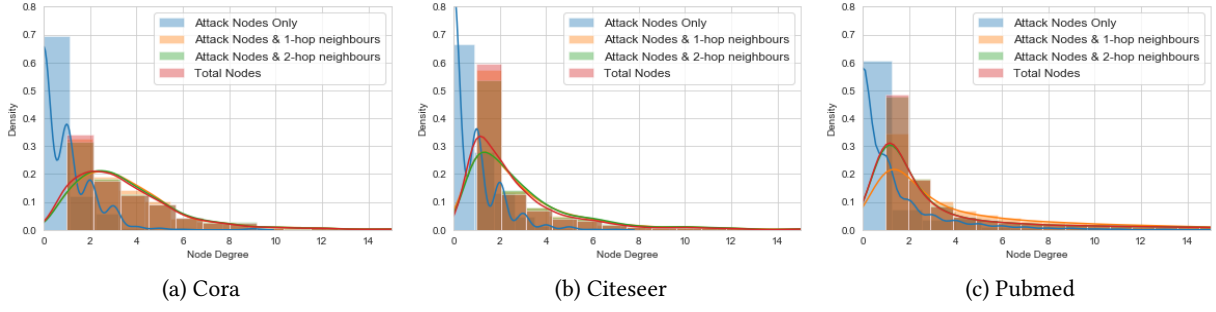 0.8
0.7
0.6
0.5
0.4
0.3
0.2
0.1
0.0
Density
0 2 4 6 8 10 12 14
Node Degree
Attack Nodes Only
Attack Nodes & 1-hop neighbours
Attack Nodes & 2-hop neighbours
Total Nodes
(a) Cora
0.8
0.7
0.6
0.5
0.4
0.3
0.2
0.1
0.0
Density
0 2 4 6 8 10 12 14
Node Degree
Attack Nodes Only
Attack Nodes & 1-hop neighbours
Attack Nodes & 2-hop neighbours
Total Nodes
(b) Citeseer
0.8
0.7
0.6
0.5
0.4
0.3
0.2
0.1
0.0
Density
0 2 4 6 8 10 12 14
Node Degree
Attack Nodes Only
Attack Nodes & 1-hop neighbours
Attack Nodes & 2-hop neighbours
Total Nodes
(c) Pubmed